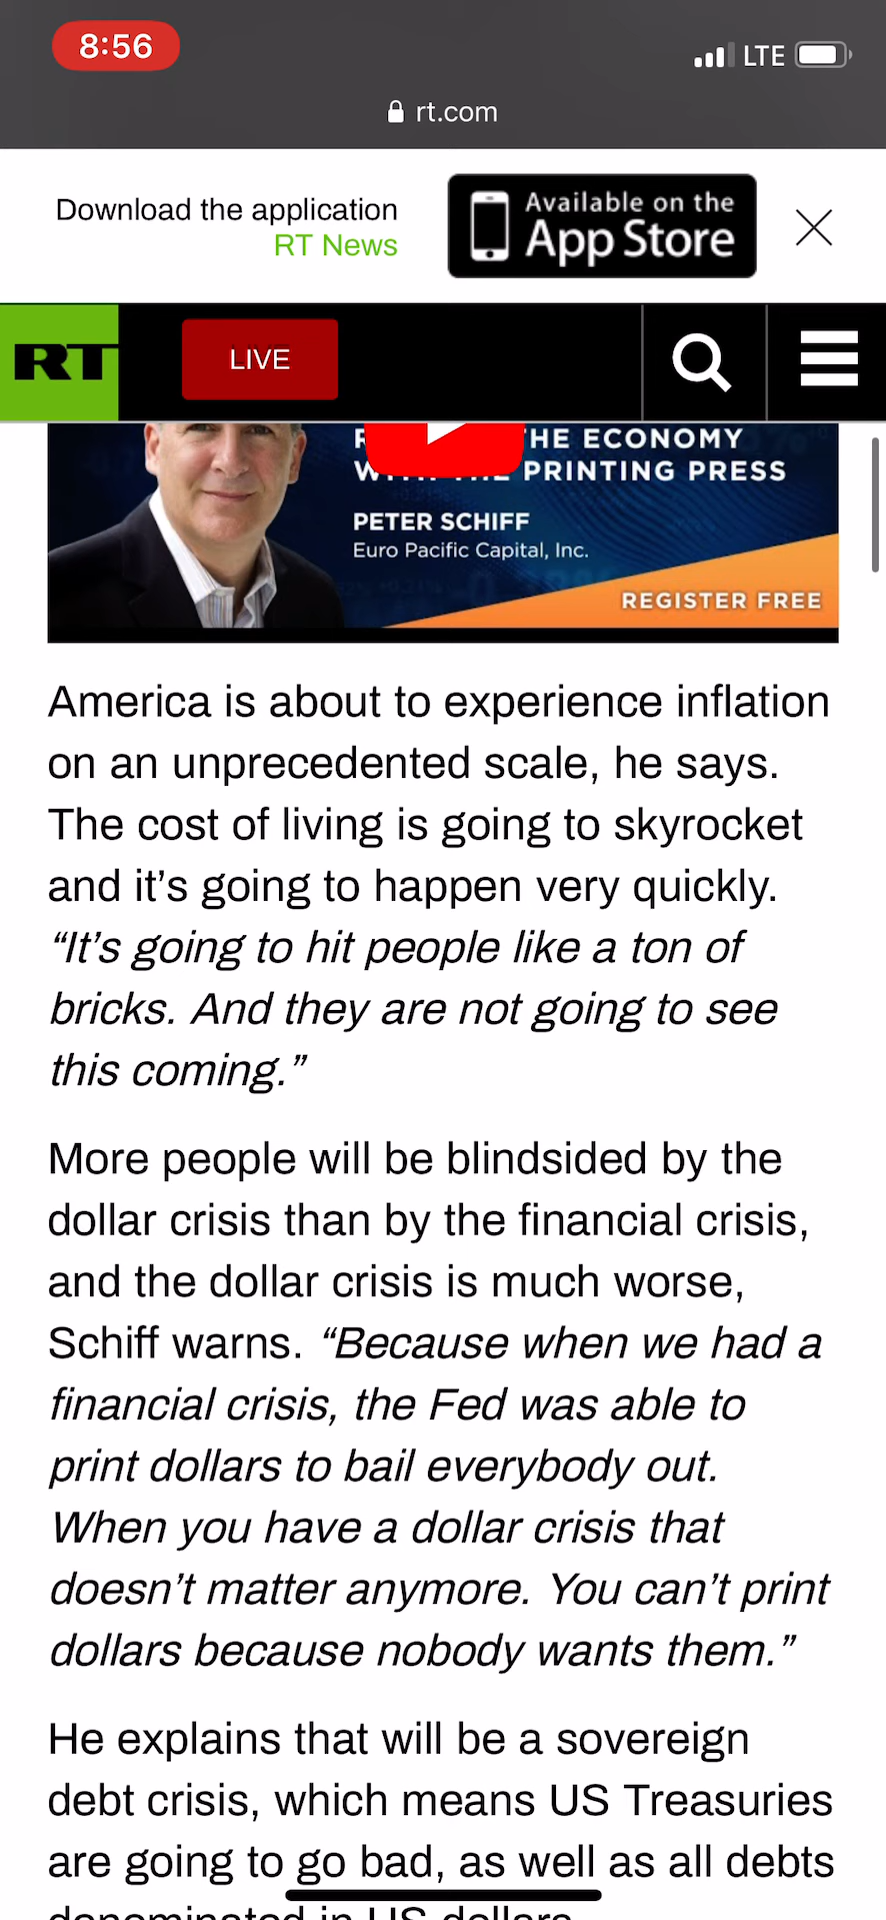 8:56
LTE
rt.com
Download the application
RT News
Available on the
App Store
RT
LIVE
THE ECONOMY
PRINTING PRESS
PETER SCHIFF
Euro Pacific Capital, Inc.
REGISTER FREE
America is about to experience inflation
on an unprecedented scale, he says.
The cost of living is going to skyrocket
and it’s going to happen very quickly.
“It’s going to hit people like a ton of
bricks. And they are not going to see
this coming.”
More people will be blindsided by the
dollar crisis than by the financial crisis,
and the dollar crisis is much worse,
Schiff warns. “Because when we had a
financial crisis, the Fed was able to
print dollars to bail everybody out.
When you have a dollar crisis that
doesn’t matter anymore. You can’t print
dollars because nobody wants them.”
He explains that will be a sovereign
debt crisis, which means US Treasuries
are going to go bad, as well as all debts
denominated in US dollars